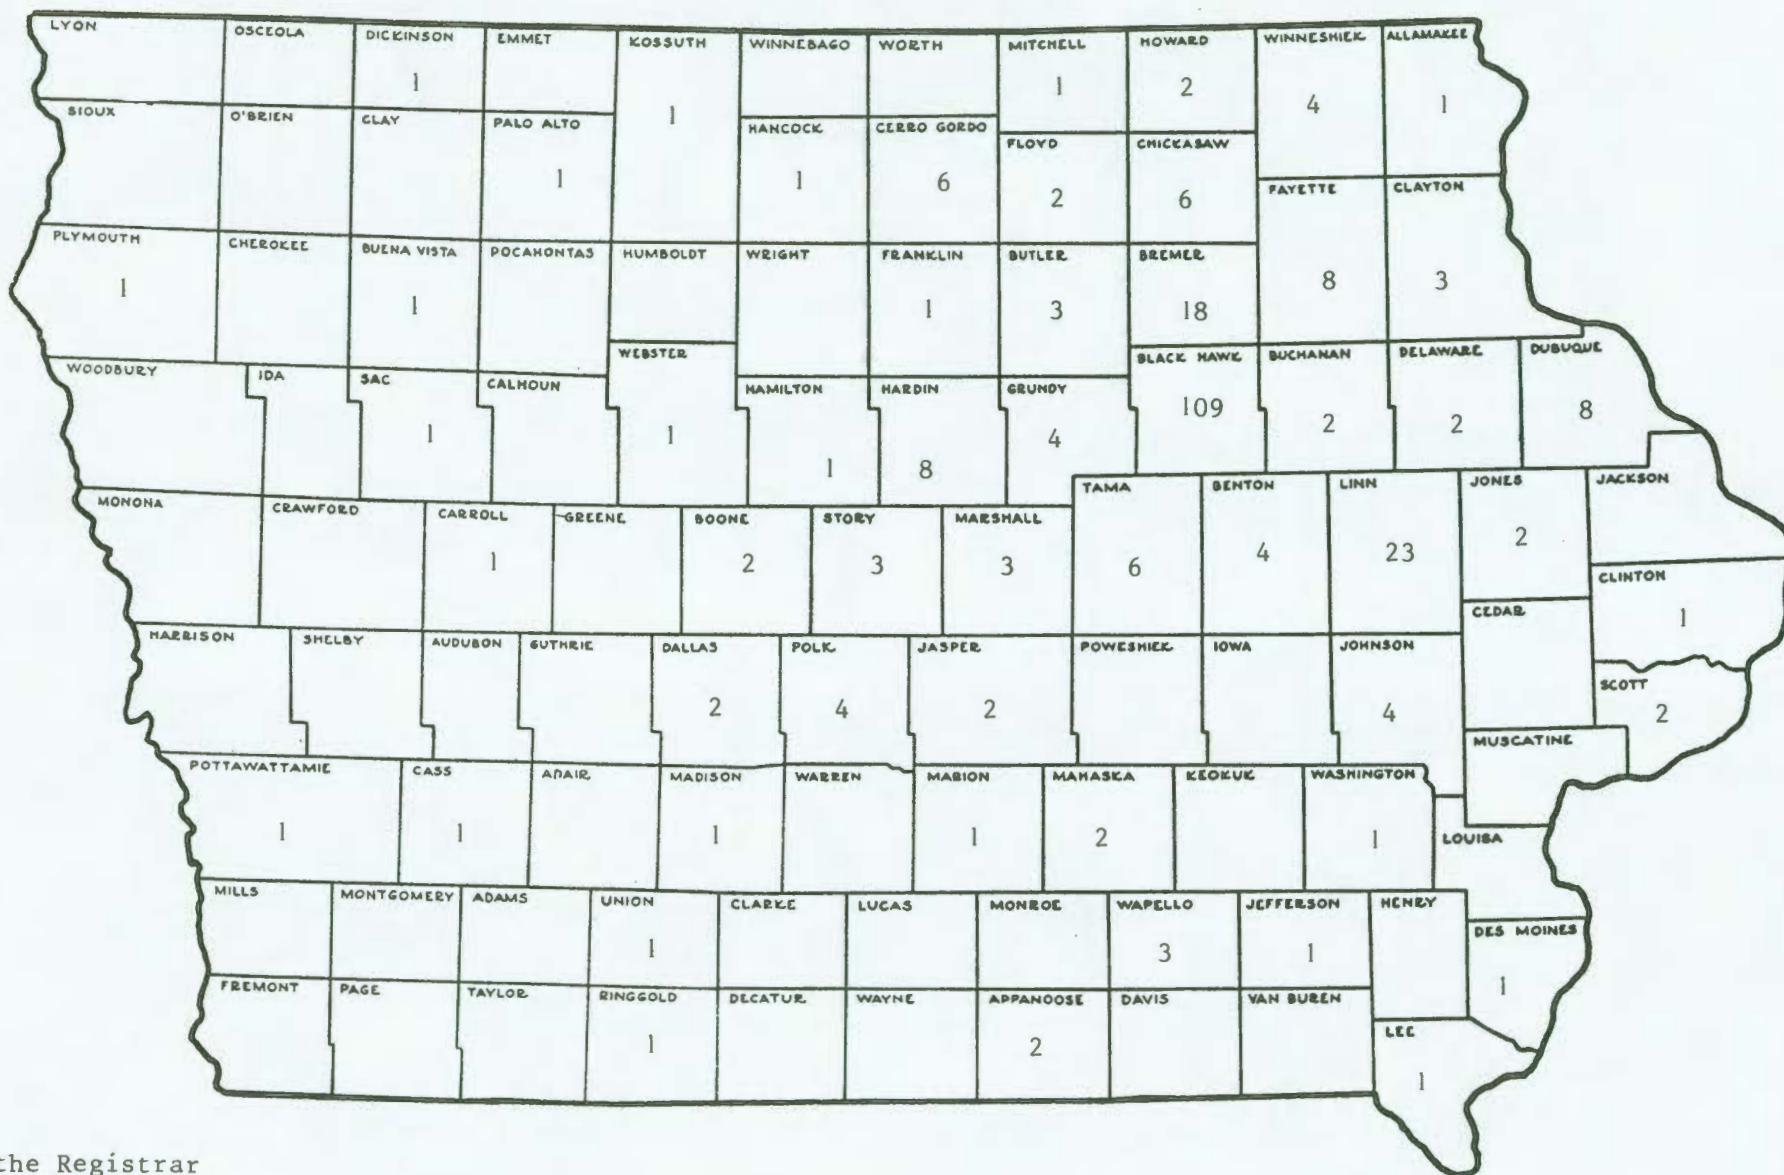 LYON
OSCEOLA
DICKINSON
1
EMMET
KOSSUTH
1
WINNEBAGO
WORTH
MITCHELL
1
HOWARD
2
WINNESHIEK
4
ALLAMAKEE
1
SIOUX
O'BRIEN
CLAY
PALO ALTO
1
HANCOCK
1
CERRO GORDO
6
FLOYD
2
CHICKASAW
6
FAYETTE
8
CLAYTON
3
PLYMOUTH
1
CHEROKEE
BUENA VISTA
1
POCAHONTAS
HUMBOLDT
WRIGHT
FRANKLIN
1
BUTLER
3
BREMER
18
WOODBURY
IDA
SAC
1
CALHOUN
WEBSTER
1
HAMILTON
1
HARDIN
8
GRUNDY
4
BLACK HAWK
109
BUCHANAN
2
DELAWARE
2
DUBUQUE
8
MONONA
CRAWFORD
CARROLL
1
GREENE
BOONE
2
STORY
3
MARSHALL
3
TAMA
6
BENTON
4
LINN
23
JONES
2
JACKSON
CLINTON
1
CEDAR
HARRISON
SHELBY
AUDUBON
GUTHRIE
DALLAS
2
POLK
4
JASPER
2
POWESHIEK
IOWA
JOHNSON
4
SCOTT
2
MUSCATINE
POTTAWATTAMIE
1
CASS
1
ADAIR
MADISON
1
WARREN
MARION
1
MAHASKA
2
KEOKUK
WASHINGTON
1
LOUISA
MILLS
MONTGOMERY
ADAMS
UNION
1
CLARKE
LUCAS
MONROE
WAPELLO
3
JEFFERSON
1
HENRY
DES MOINES
1
FREMONT
PAGE
TAYLOR
RINGGOLD
1
DECATUR
WAYNE
APPANOOSE
2
DAVIS
VAN BUREN
LEE
1
the Registrar